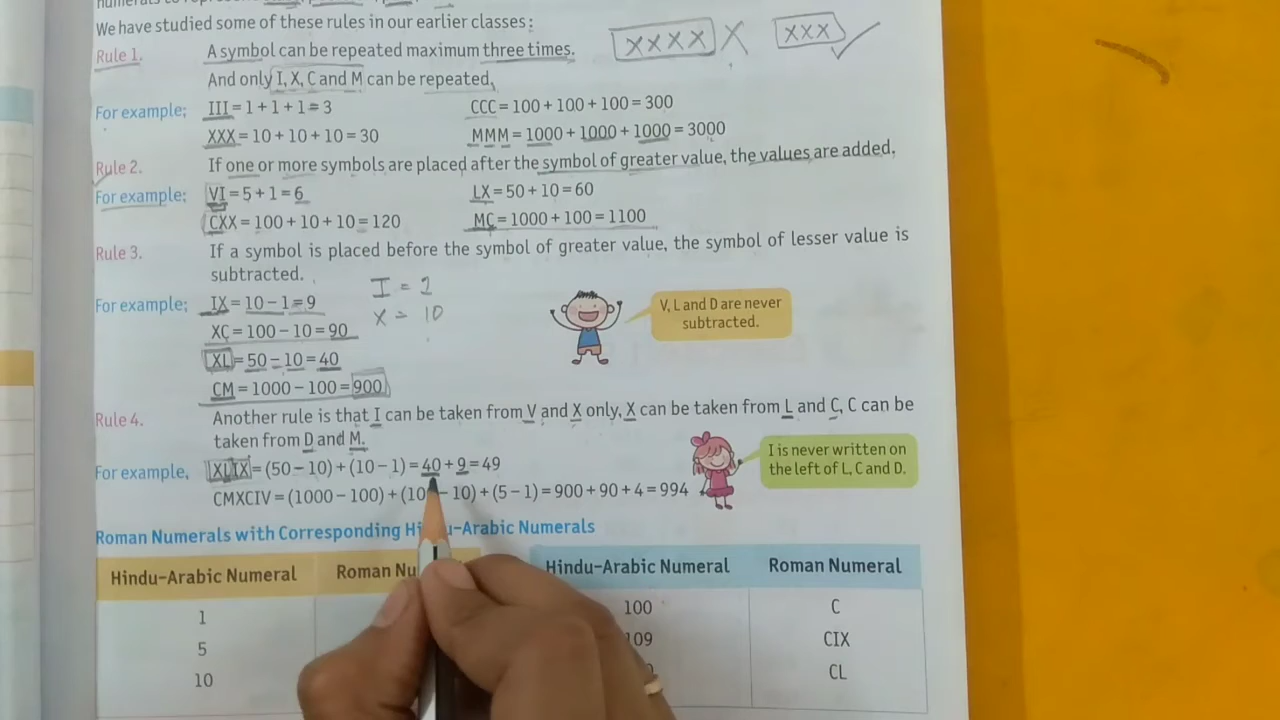 We have studied some of these rules in our earlier classes:
Rule 1. A symbol can be repeated maximum three times. XXXX X XXX
And only I, X, C and M can be repeated.
For example; III = 1 + 1 + 1 = 3 CCC = 100 + 100 + 100 = 300
XXX = 10 + 10 + 10 = 30 MMM = 1000 + 1000 + 1000 = 3000
Rule 2. If one or more symbols are placed after the symbol of greater value, the values are added.
For example; VI = 5 + 1 = 6 LX = 50 + 10 = 60
CXX = 100 + 10 + 10 = 120 MC = 1000 + 100 = 1100
Rule 3. If a symbol is placed before the symbol of greater value, the symbol of lesser value is
subtracted.
I = 1
For example; IX = 10 – 1 = 9
X = 10
XC = 100 – 10 = 90
V, L and D are never
subtracted.
XL = 50 – 10 = 40
CM = 1000 – 100 = 900
Rule 4. Another rule is that I can be taken from V and X only, X can be taken from L and C, C can be
taken from D and M.
For example, XLIX = (50 – 10) + (10 – 1) = 40 + 9 = 49
I is never written on
the left of L, C and D.
CMXCIV = (1000 – 100) + (10 – 10) + (5 – 1) = 900 + 90 + 4 = 994
Roman Numerals with Corresponding Arabic Numerals
Hindu–Arabic Numeral Roman Hindu–Arabic Numeral Roman Numeral
1 100 C
5 109 CIX
10 CL